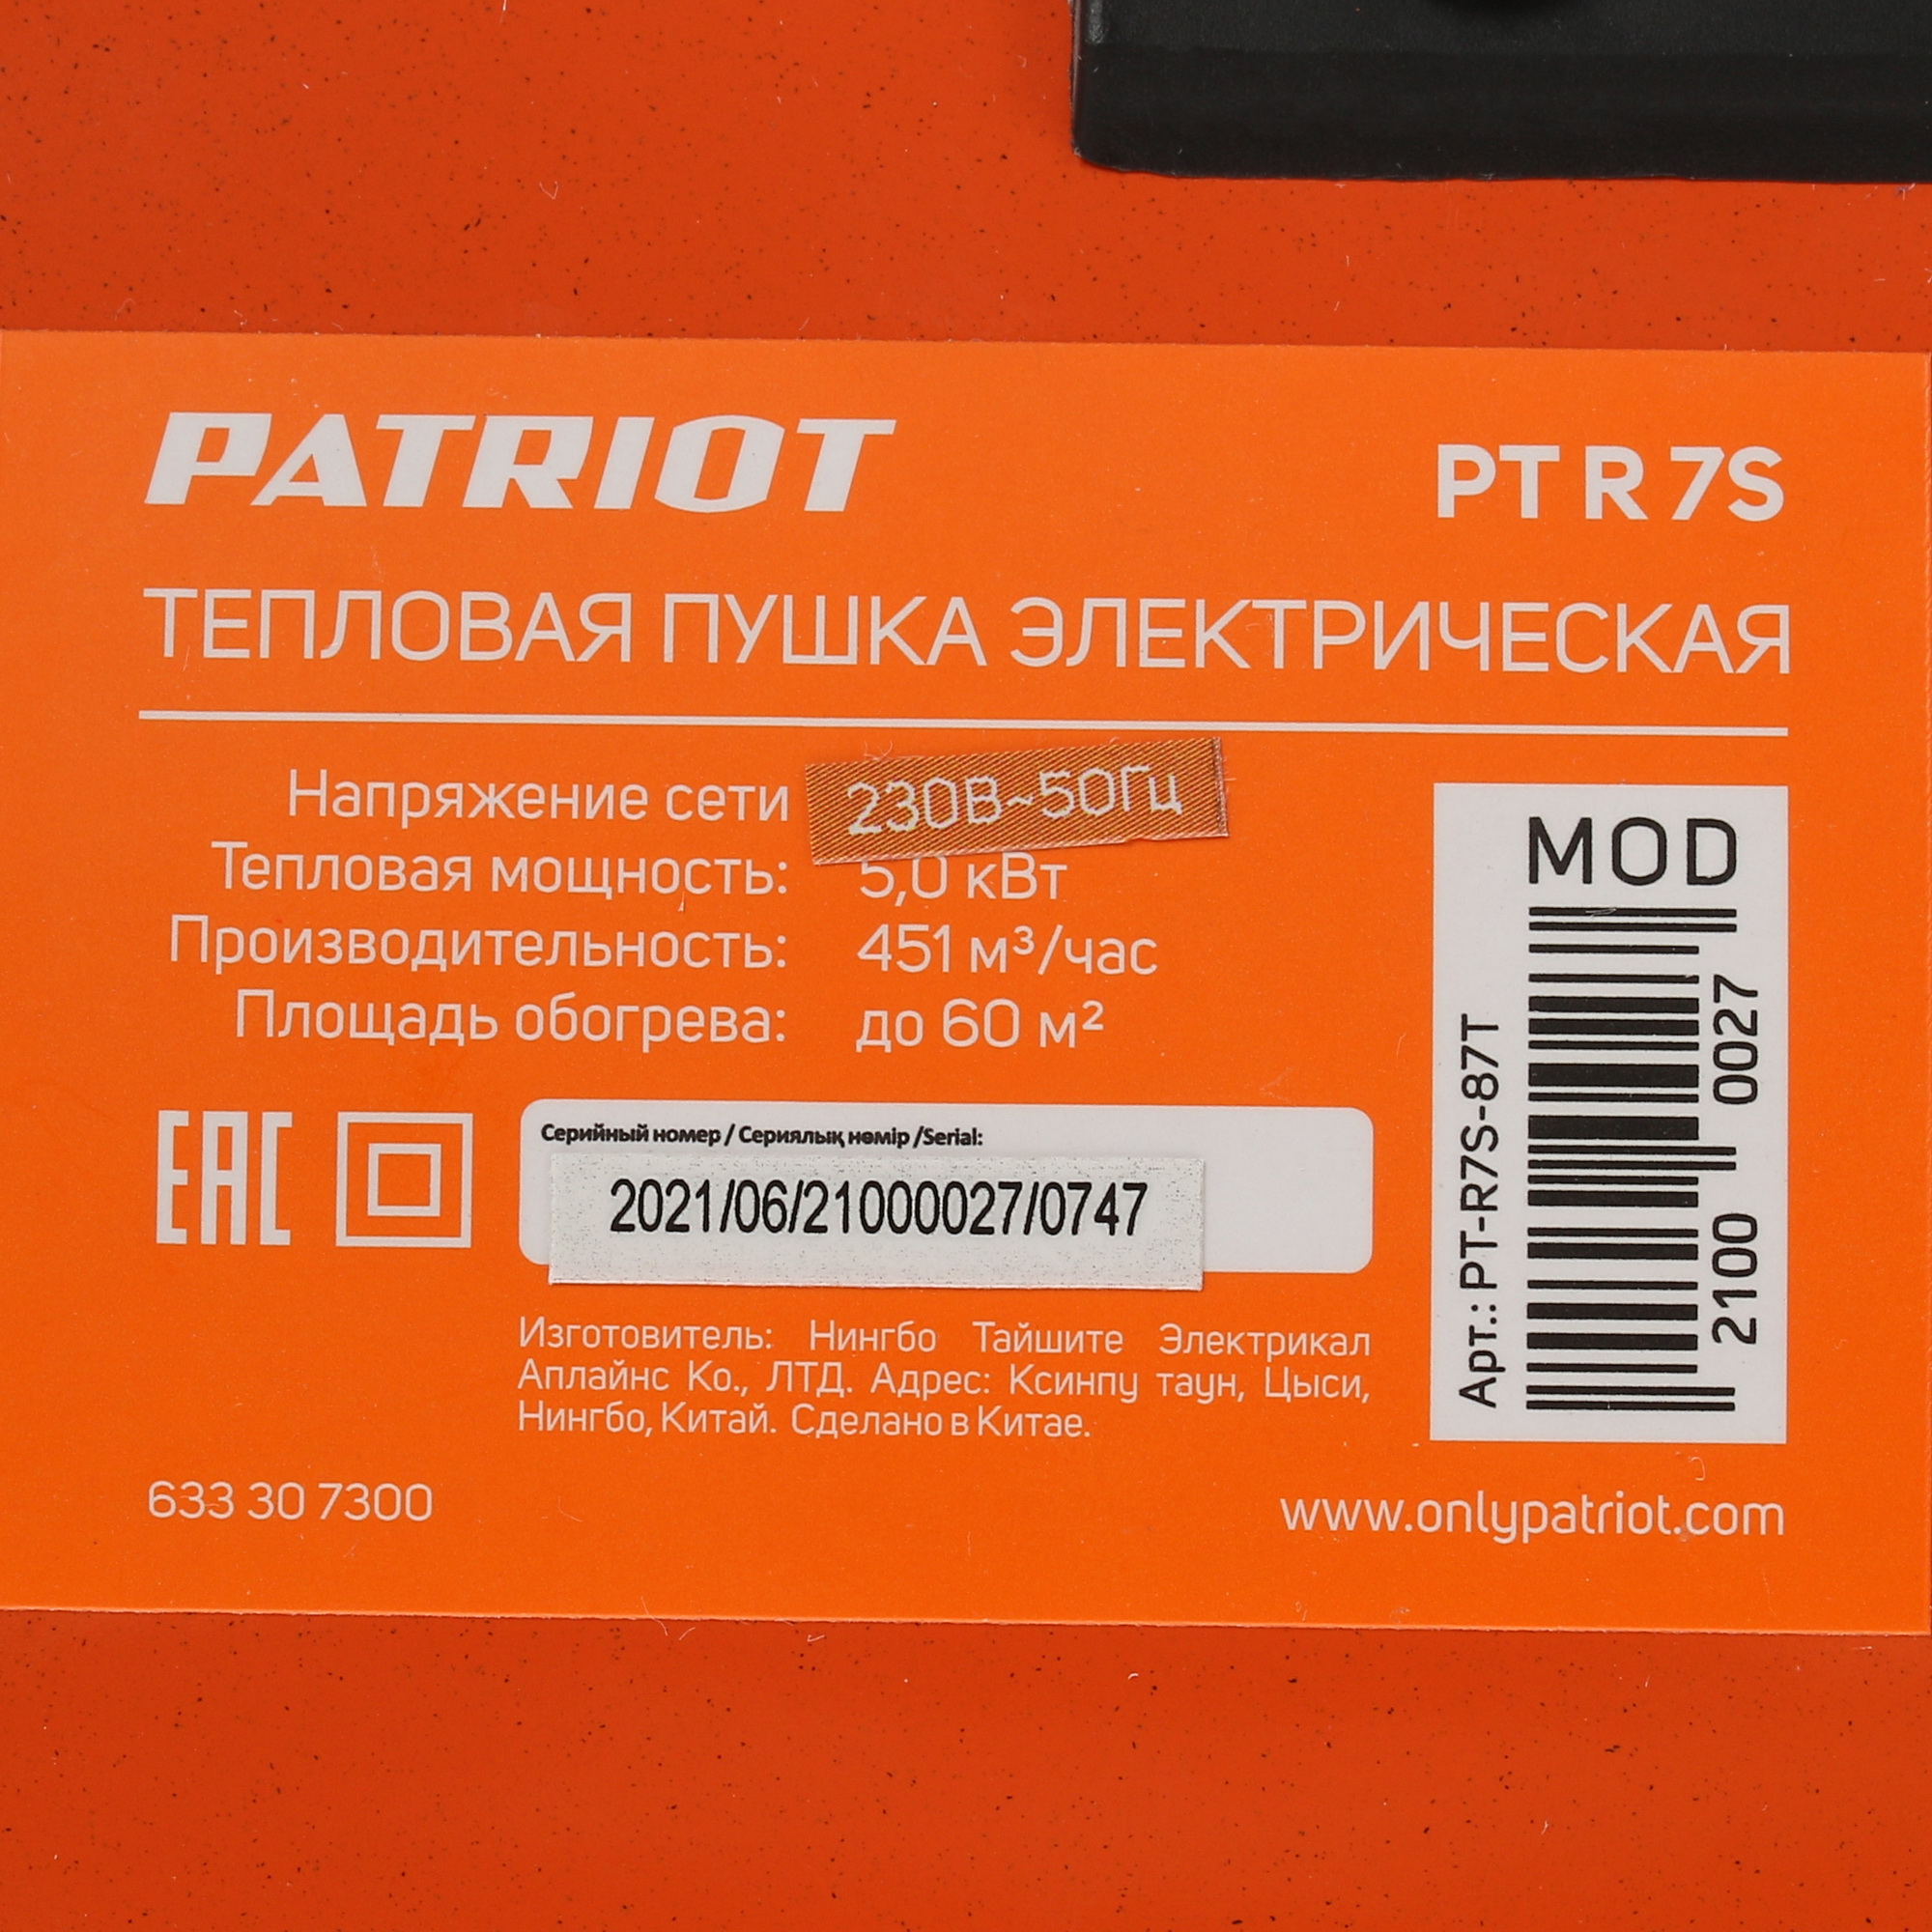 PATRIOT
PT R 7S
ТЕПЛОВАЯ ПУШКА ЭЛЕКТРИЧЕСКАЯ
Напряжение сети 230В~50Гц
Тепловая мощность: 5,0 кВт
Производительность: 451 м³/час
Площадь обогрева: до 60 м²
EAC
Серийный номер / Сериялық нөмір /Serial:
2021/06/21000027/0747
Изготовитель: Нингбо Тайшите Электрикал
Аплайнс Ко., ЛТД. Адрес: Ксинпу таун, Цыси,
Нингбо, Китай. Сделано в Китае.
MOD
Арт.: PT-R7S-87T
2100 0027
633 30 7300
www.onlypatriot.com